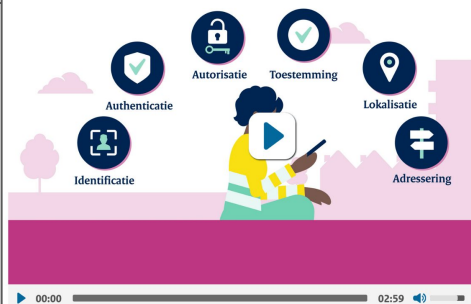 Autorisatie
Toestemming
Authenticatie
Lokalisatie
Identificatie
Adressering
00:00
02:59